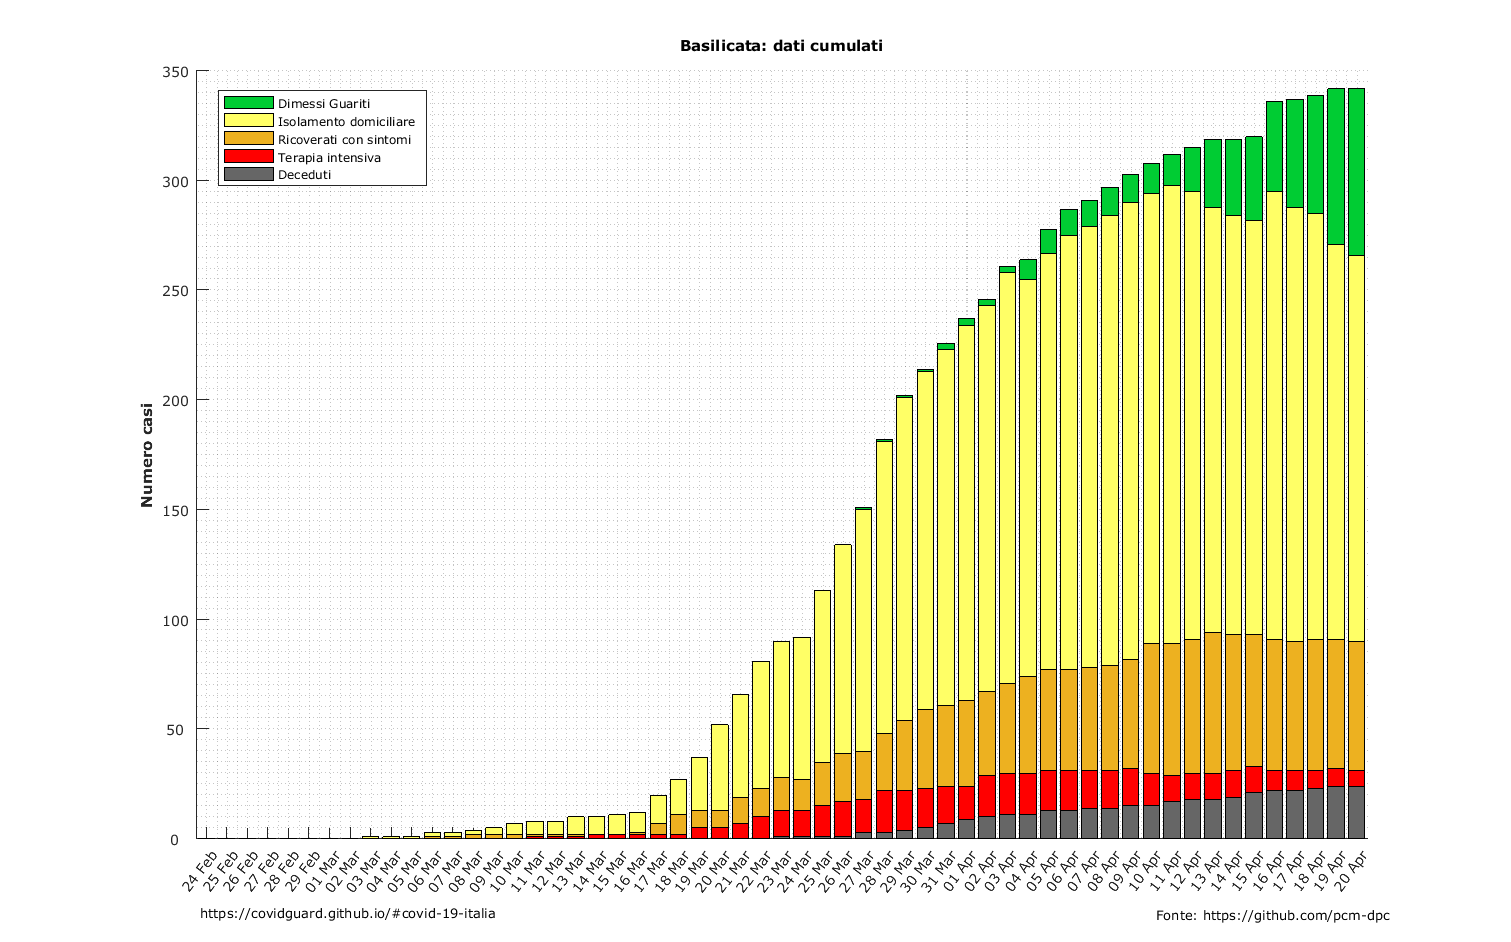 Basilicata: dati cumulati
350
300
250
200
150
100
50
0
Numero casi
Dimessi Guariti
Isolamento domiciliare
Ricoverati con sintomi
Terapia intensiva
Deceduti
24 Feb
25 Feb
26 Feb
27 Feb
28 Feb
29 Feb
01 Mar
02 Mar
03 Mar
04 Mar
05 Mar
06 Mar
07 Mar
08 Mar
09 Mar
10 Mar
11 Mar
12 Mar
13 Mar
14 Mar
15 Mar
16 Mar
17 Mar
18 Mar
19 Mar
20 Mar
21 Mar
22 Mar
23 Mar
24 Mar
25 Mar
26 Mar
27 Mar
28 Mar
29 Mar
30 Mar
31 Mar
01 Apr
02 Apr
03 Apr
04 Apr
05 Apr
06 Apr
07 Apr
08 Apr
09 Apr
10 Apr
11 Apr
12 Apr
13 Apr
14 Apr
15 Apr
16 Apr
17 Apr
18 Apr
19 Apr
20 Apr
https://covidguard.github.io/#covid-19-italia
Fonte: https://github.com/pcm-dpc